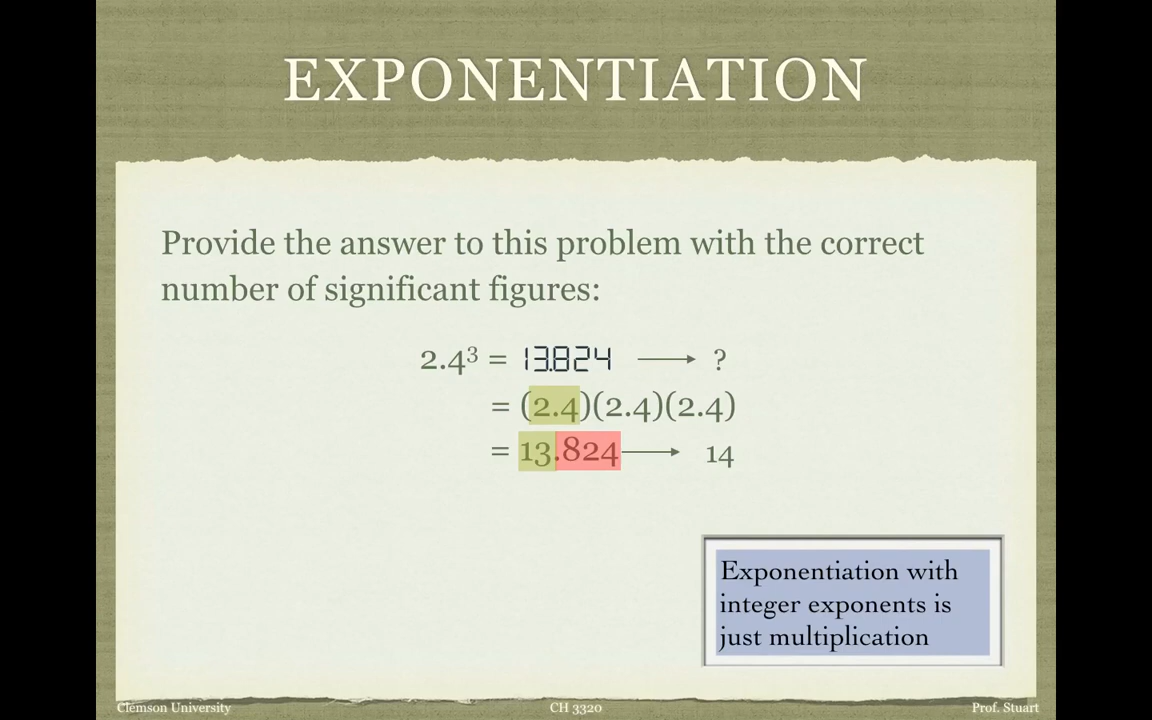 EXPONENTIATION
Provide the answer to this problem with the correct
number of significant figures:
2.4³ = 13.824 → ?
= (2.4)(2.4)(2.4)
= 13.824 → 14
Exponentiation with
integer exponents is
just multiplication
Clemson University CH 3320 Prof. Stuart